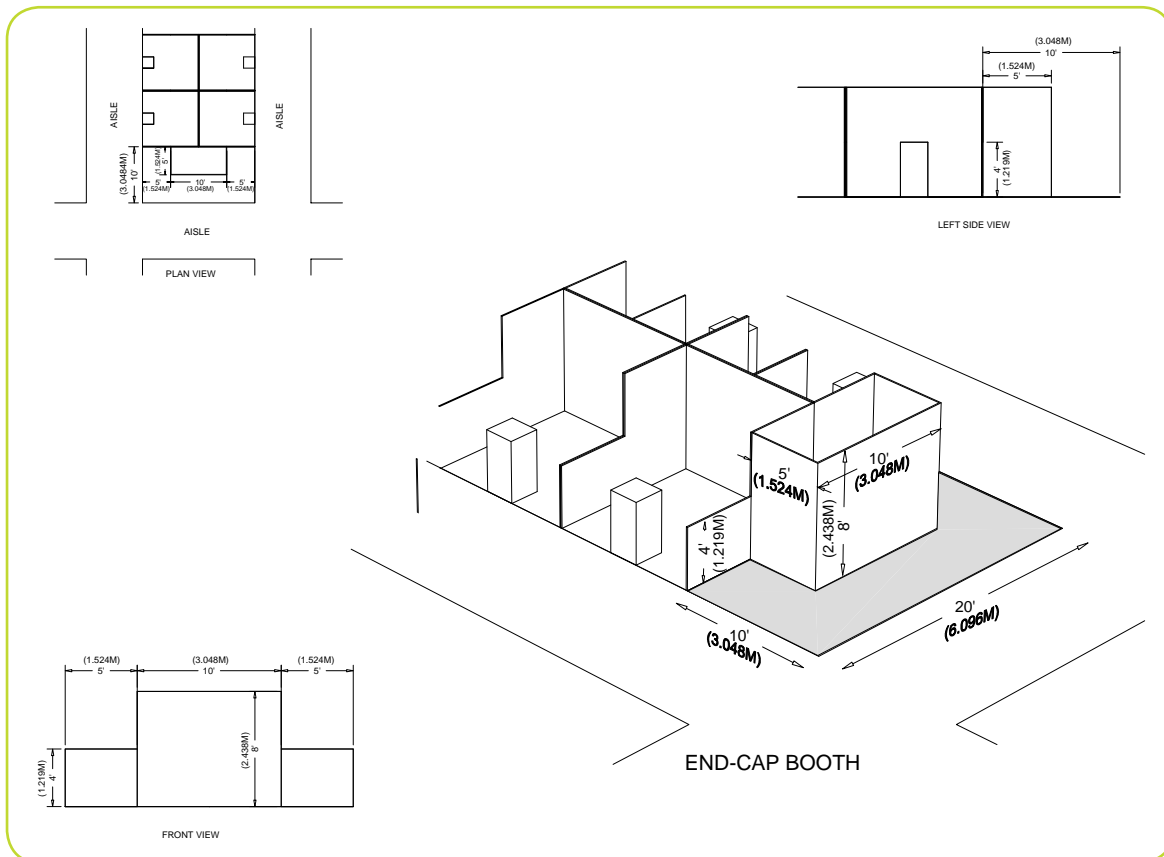 AISLE
AISLE
(3.0484M)
10'
(1.524M)
5'
5'
10'
5'
(1.524M)
(3.048M)
(1.524M)
AISLE
PLAN VIEW
(3.048M)
10'
(1.524M)
5'
4'
(1.219M)
LEFT SIDE VIEW
5'
(1.524M)
10'
(3.048M)
(2.438M)
8'
4'
(1.219M)
10'
(3.048M)
20'
(6.096M)
END-CAP BOOTH
(1.524M)
(3.048M)
(1.524M)
5'
10'
5'
(2.438M)
8'
(1.219M)
4'
FRONT VIEW